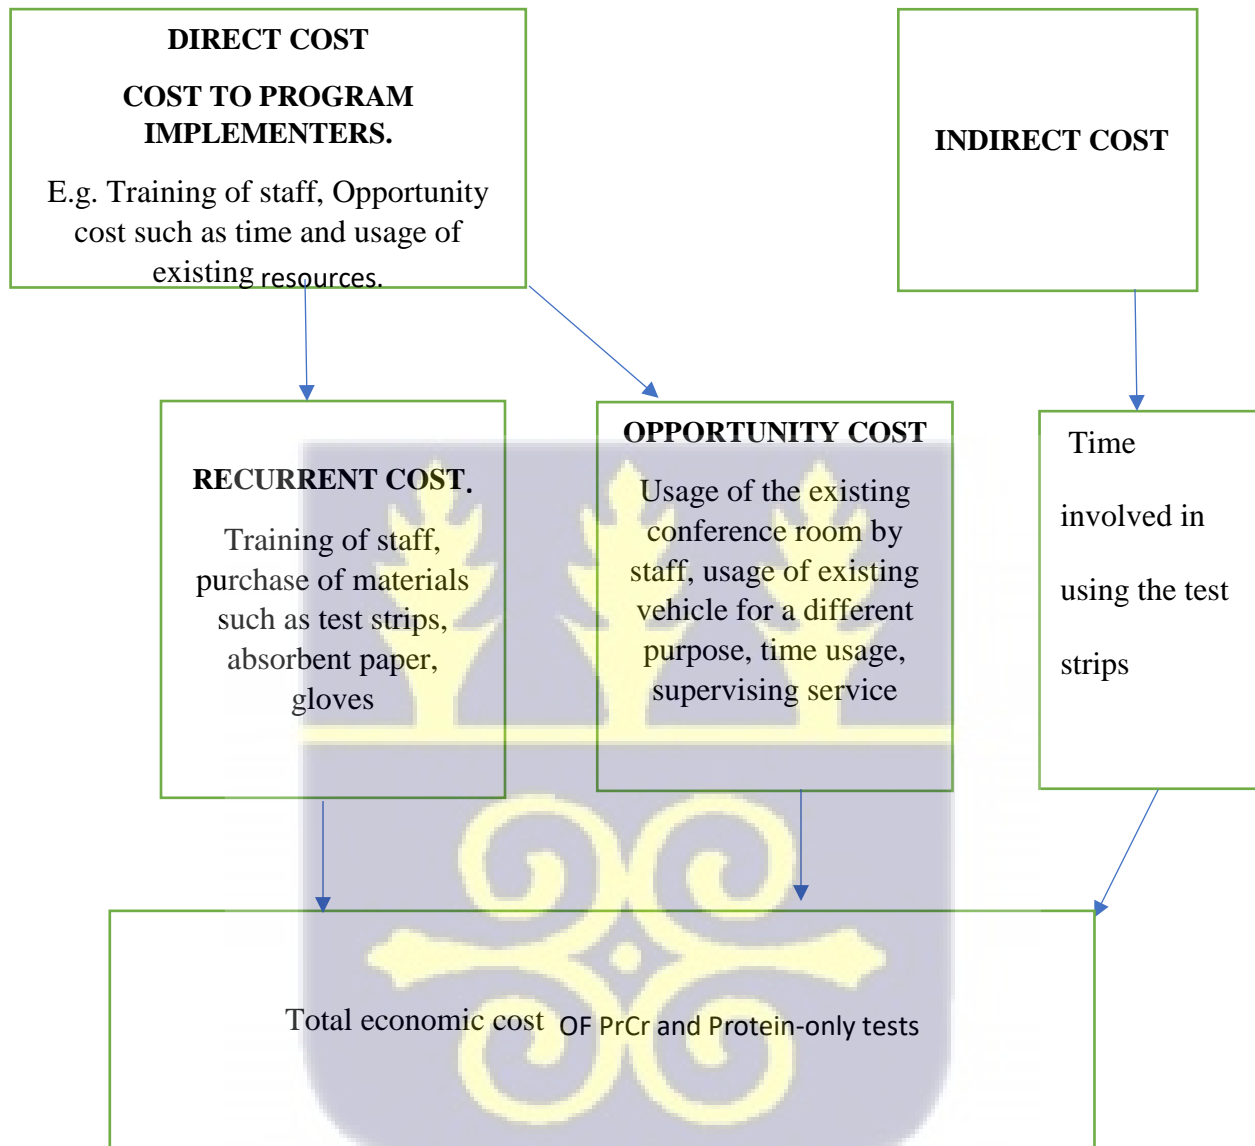 DIRECT COST
COST TO PROGRAM
IMPLEMENTERS.
E.g. Training of staff, Opportunity
cost such as time and usage of
existing resources.
INDIRECT COST
RECURRENT COST.
Training of staff,
purchase of materials
such as test strips,
absorbent paper,
gloves
OPPORTUNITY COST
Usage of the existing
conference room by
staff, usage of existing
vehicle for a different
purpose, time usage,
supervising service
Time
involved in
using the test
strips
Total economic cost OF PrCr and Protein-only tests